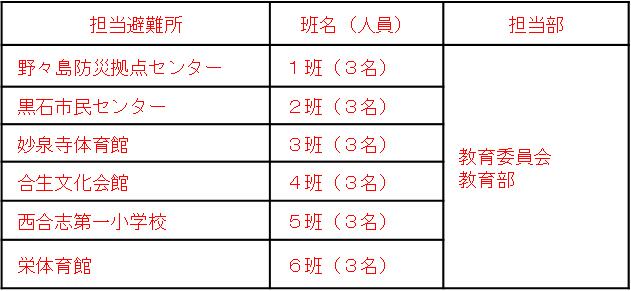 担当避難所 班名（人員） 担当部
野々島防災拠点センター １班（３名）
黒石市民センター ２班（３名）
妙泉寺体育館 ３班（３名）
合生文化会館 ４班（３名）
西合志第一小学校 ５班（３名）
栄体育館 ６班（３名）
教育委員会
教育部